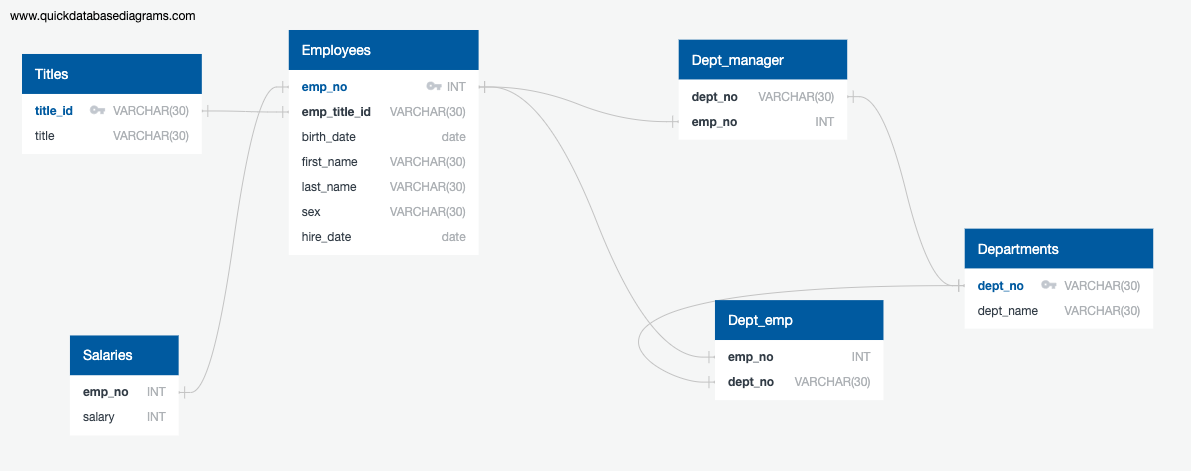 www.quickdatabasediagrams.com
Titles
title_id VARCHAR(30)
title VARCHAR(30)
Employees
emp_no INT
emp_title_id VARCHAR(30)
birth_date date
first_name VARCHAR(30)
last_name VARCHAR(30)
sex VARCHAR(30)
hire_date date
Dept_manager
dept_no VARCHAR(30)
emp_no INT
Departments
dept_no VARCHAR(30)
dept_name VARCHAR(30)
Dept_emp
emp_no INT
dept_no VARCHAR(30)
Salaries
emp_no INT
salary INT